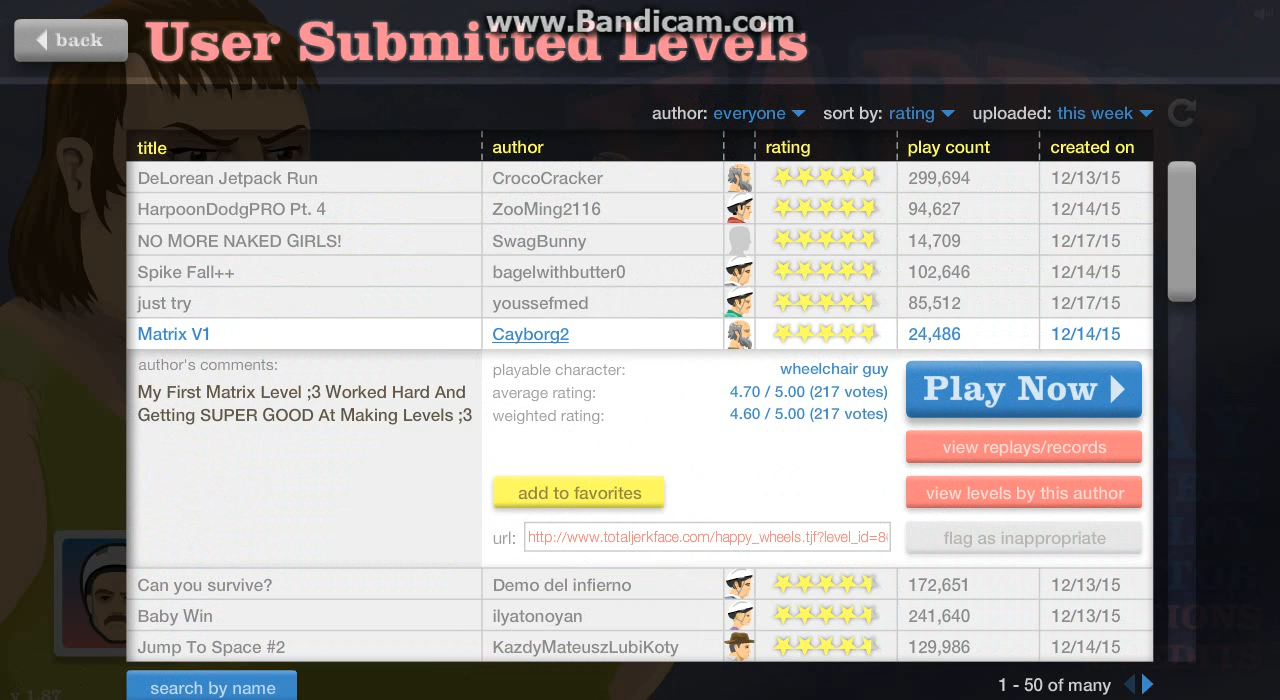 www.Bandicam.com
back
User Submitted Levels
author: everyone sort by: rating uploaded: this week
title author rating play count created on
DeLorean Jetpack Run CrocoCracker 299,694 12/13/15
HarpoonDodgPRO Pt. 4 ZooMing2116 94,627 12/14/15
NO MORE NAKED GIRLS! SwagBunny 14,709 12/17/15
Spike Fall++ bagelwithbutter0 102,646 12/14/15
just try youssefmed 85,512 12/17/15
Matrix V1 Cayborg2 24,486 12/14/15
author's comments:
My First Matrix Level ;3 Worked Hard And
Getting SUPER GOOD At Making Levels ;3
playable character: wheelchair guy
average rating: 4.70 / 5.00 (217 votes)
weighted rating: 4.60 / 5.00 (217 votes)
add to favorites
url: http://www.totaljerkface.com/happy_wheels.tjf?level_id=8
Play Now
view replays/records
view levels by this author
flag as inappropriate
Can you survive? Demo del infierno 172,651 12/13/15
Baby Win ilyatonoyan 241,640 12/13/15
Jump To Space #2 KazdyMateuszLubiKoty 129,986 12/14/15
search by name
1 - 50 of many
v 1.87